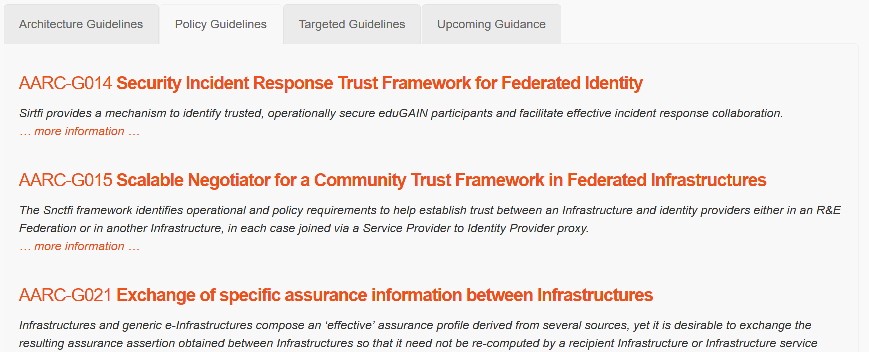 Architecture Guidelines Policy Guidelines Targeted Guidelines Upcoming Guidance
AARC-G014 Security Incident Response Trust Framework for Federated Identity
Sirtfi provides a mechanism to identify trusted, operationally secure eduGAIN participants and facilitate effective incident response collaboration.
… more information …
AARC-G015 Scalable Negotiator for a Community Trust Framework in Federated Infrastructures
The Snctfi framework identifies operational and policy requirements to help establish trust between an Infrastructure and identity providers either in an R&E
Federation or in another Infrastructure, in each case joined via a Service Provider to Identity Provider proxy.
… more information …
AARC-G021 Exchange of specific assurance information between Infrastructures
Infrastructures and generic e-Infrastructures compose an ‘effective’ assurance profile derived from several sources, yet it is desirable to exchange the
resulting assurance assertion obtained between Infrastructures so that it need not be re-computed by a recipient Infrastructure or Infrastructure service